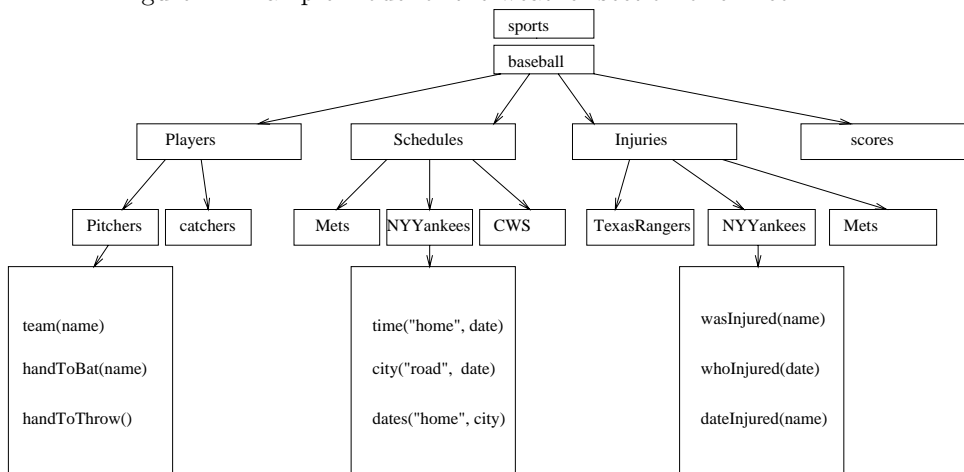 sports
baseball
Players Schedules Injuries scores
Pitchers catchers Mets NYYankees CWS TexasRangers NYYankees Mets
team(name)
handToBat(name)
handToThrow()
time("home", date)
city("road", date)
dates("home", city)
wasInjured(name)
whoInjured(date)
dateInjured(name)